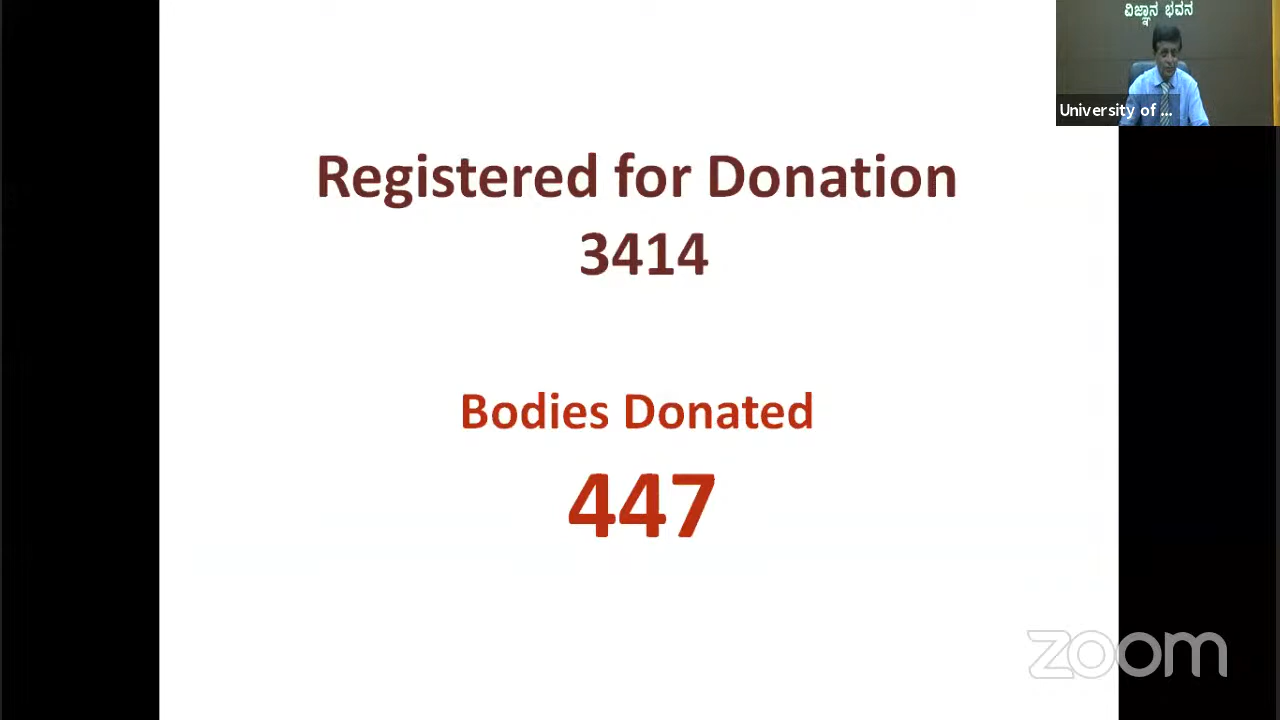 ವಿಜ್ಞಾನ ಭವನ
University of ...
Registered for Donation
3414
Bodies Donated
447
zoom